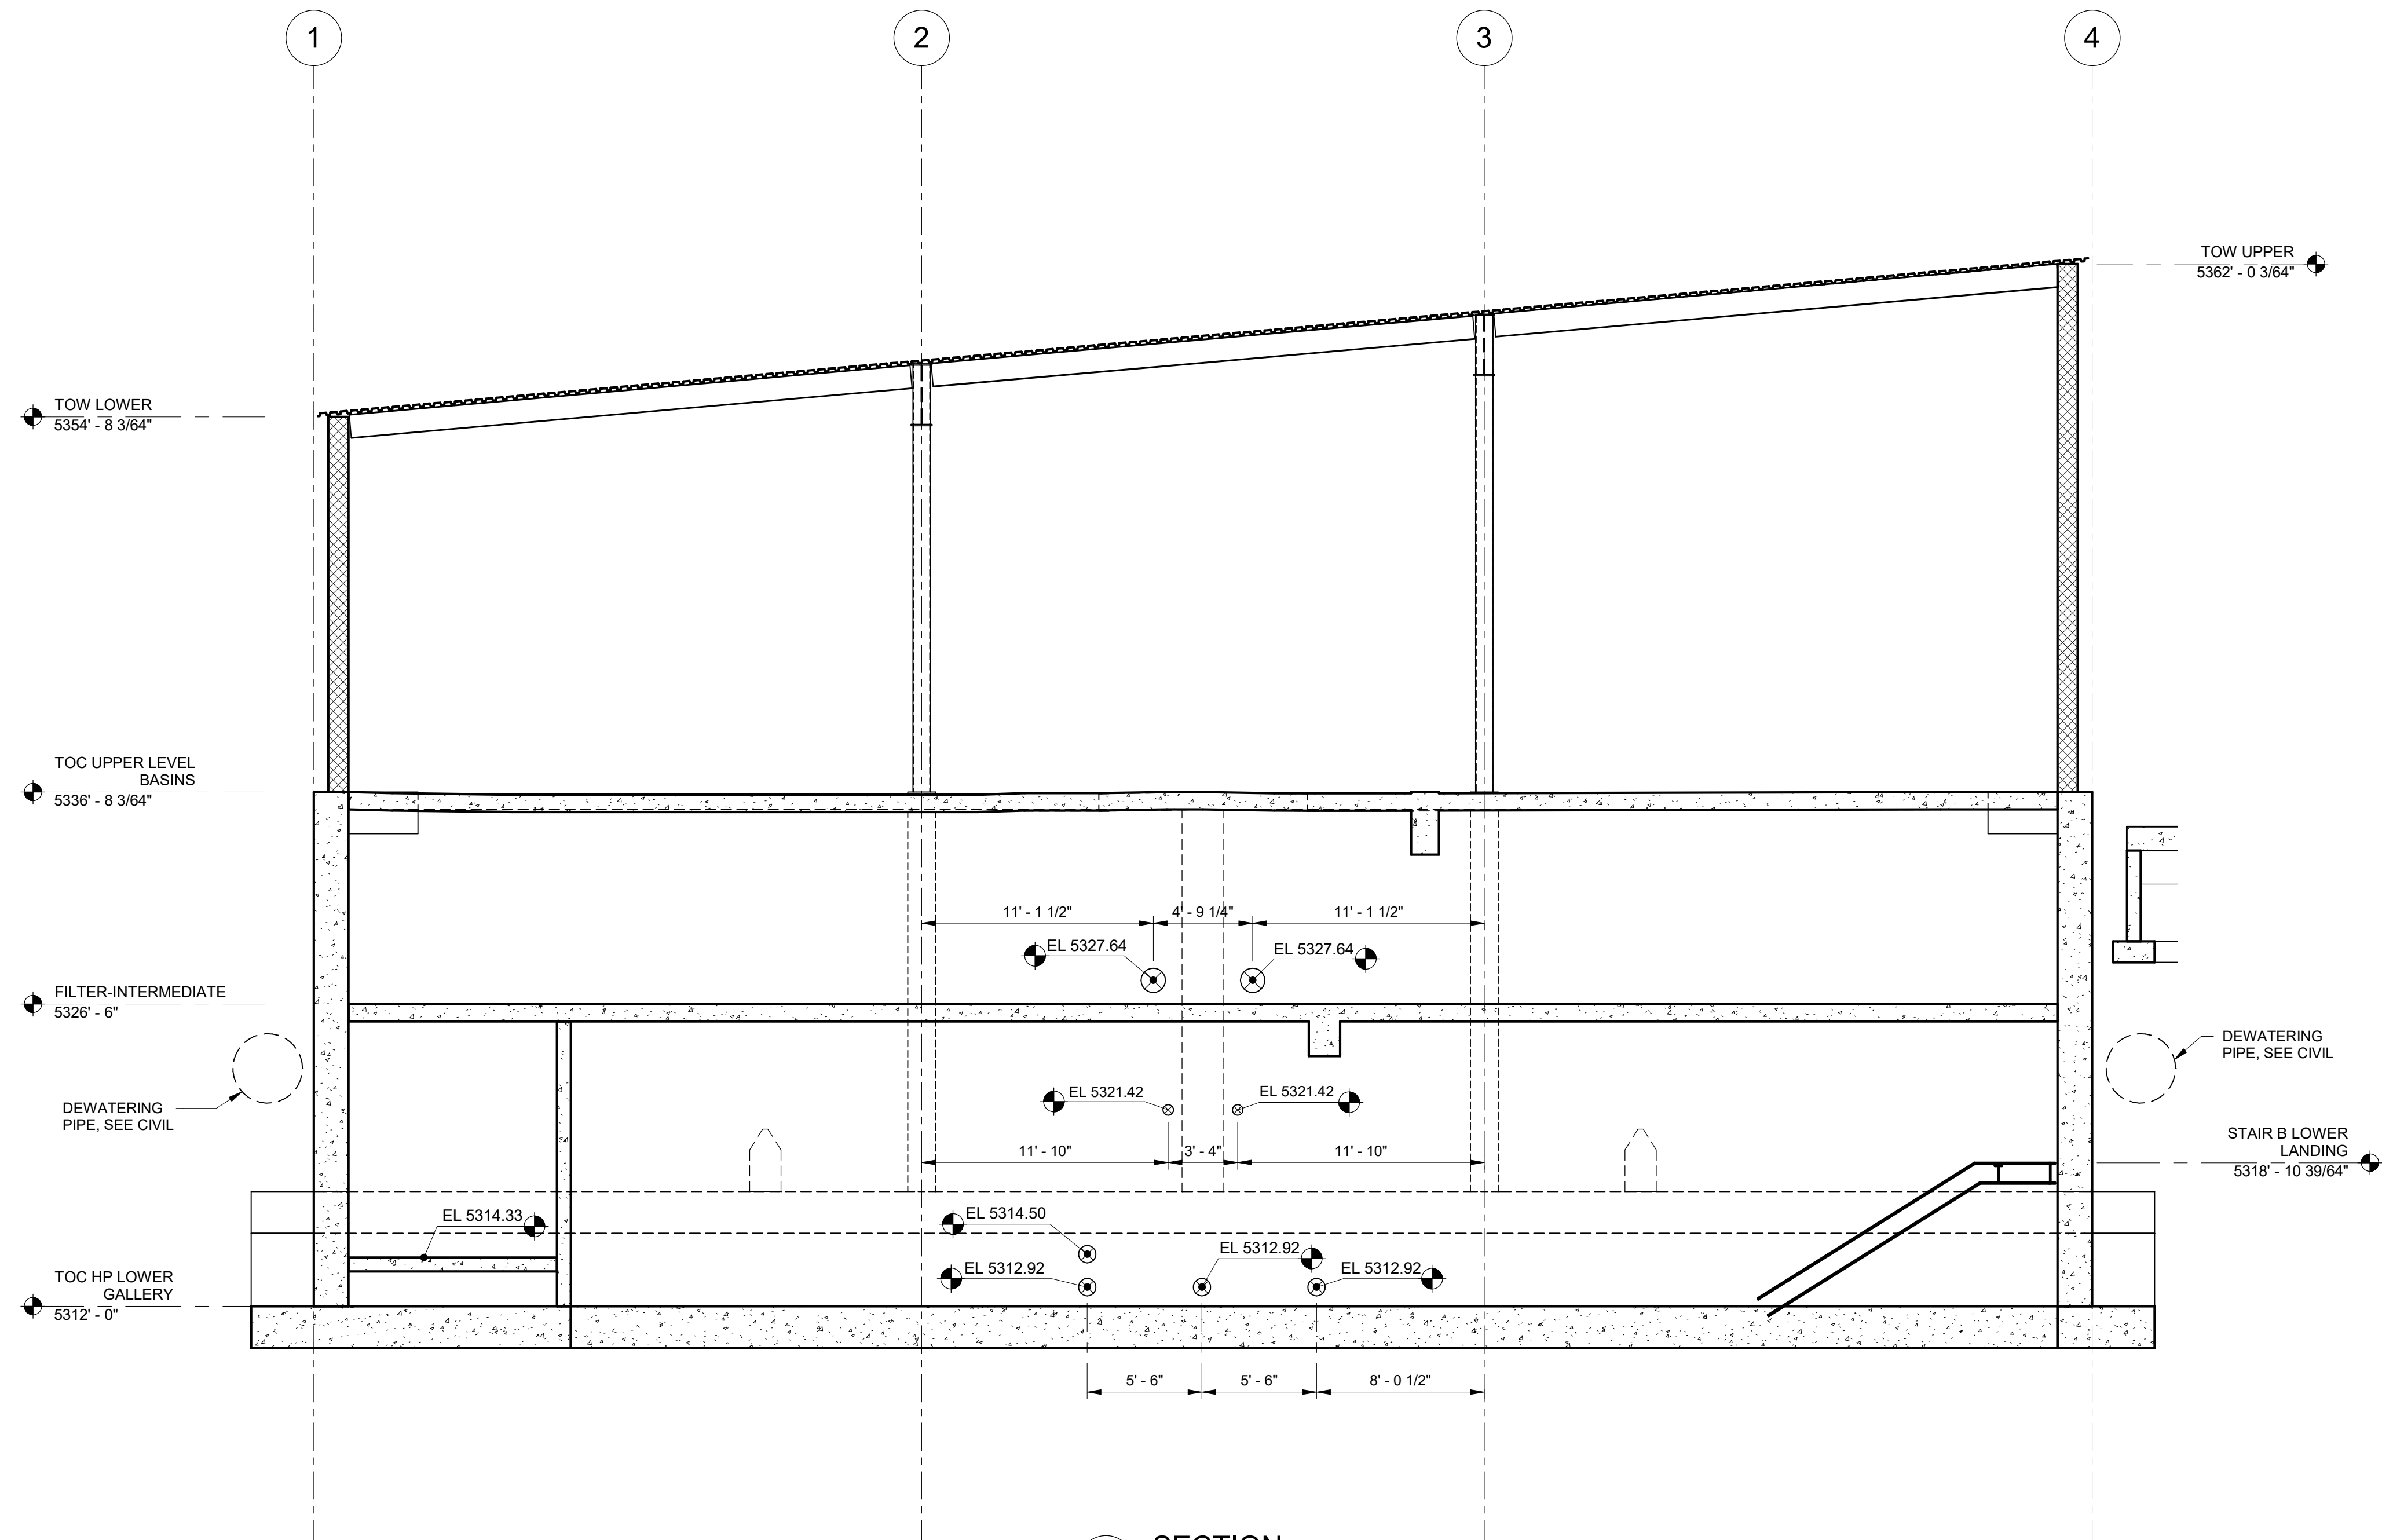 1
2
3
4
TOW UPPER
5362' - 0 3/64"
TOW LOWER
5354' - 8 3/64"
TOC UPPER LEVEL
BASINS
5336' - 8 3/64"
11' - 1 1/2"
4' - 9 1/4"
11' - 1 1/2"
EL 5327.64
EL 5327.64
FILTER-INTERMEDIATE
5326' - 6"
DEWATERING
PIPE, SEE CIVIL
DEWATERING
PIPE, SEE CIVIL
EL 5321.42
EL 5321.42
11' - 10"
3' - 4"
11' - 10"
STAIR B LOWER
LANDING
5318' - 10 39/64"
EL 5314.33
EL 5314.50
EL 5312.92
EL 5312.92
EL 5312.92
TOC HP LOWER
GALLERY
5312' - 0"
5' - 6"
5' - 6"
8' - 0 1/2"
SECTION